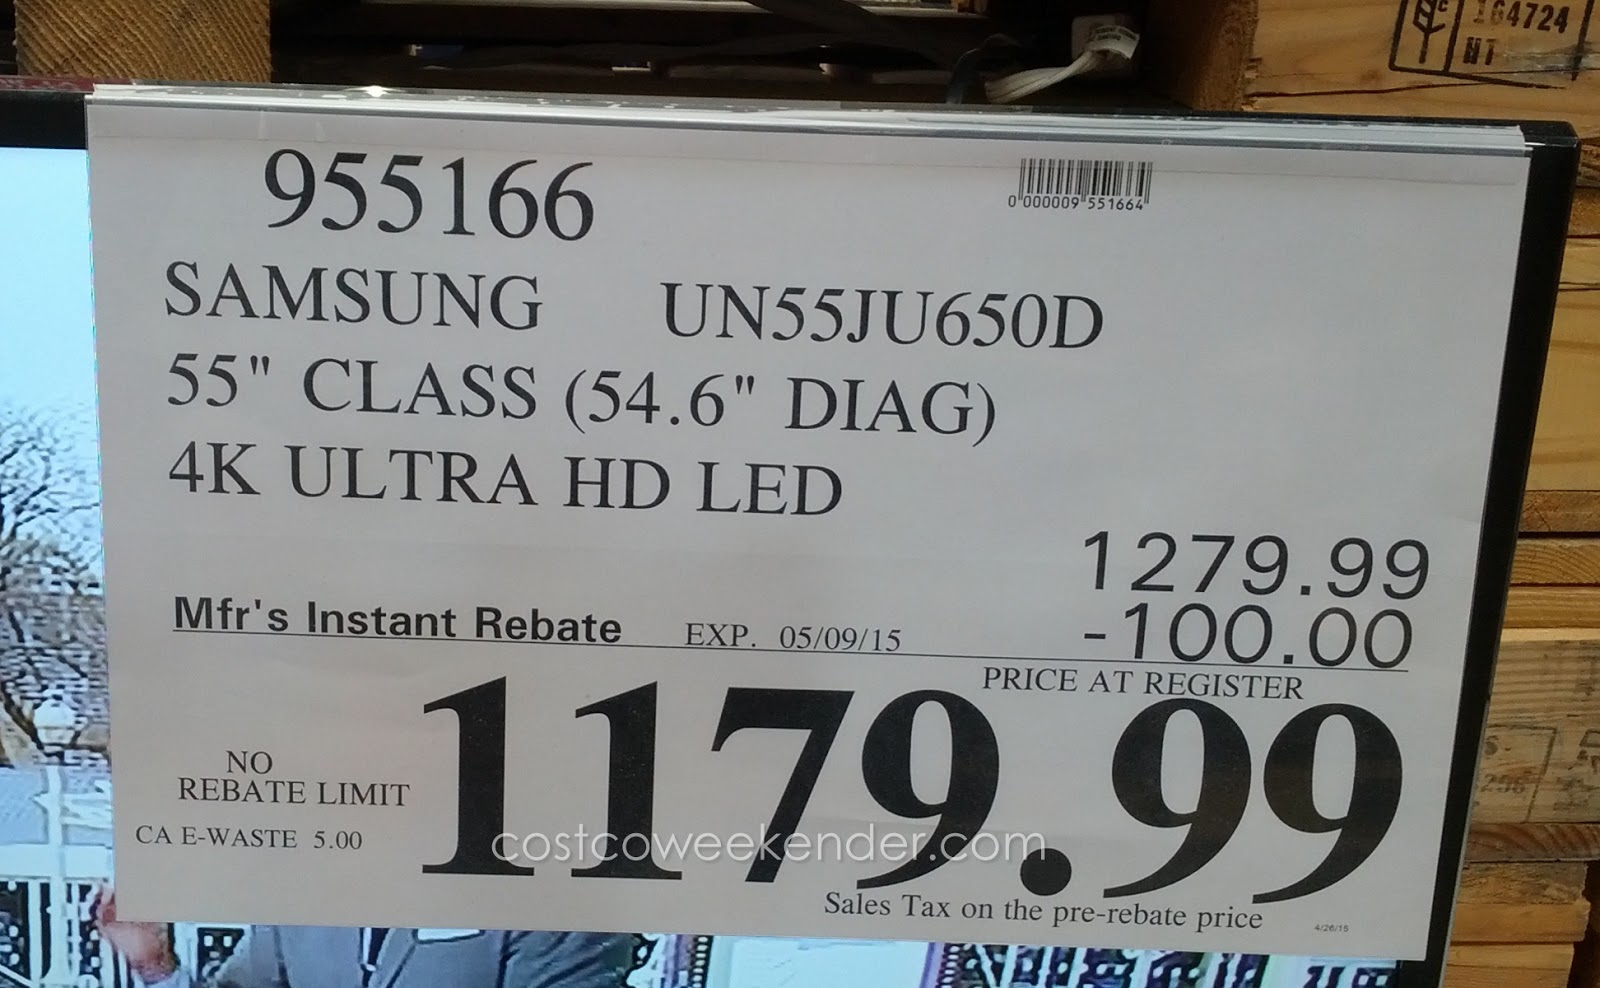 164724
HT
955166
0 000009 551664
SAMSUNG UN55JU650D
55" CLASS (54.6" DIAG)
4K ULTRA HD LED
1279.99
Mfr's Instant Rebate EXP. 05/09/15 -100.00
PRICE AT REGISTER
1179.99
NO
REBATE LIMIT
CA E-WASTE 5.00
costcoweekender.com
Sales Tax on the pre-rebate price
4/26/15